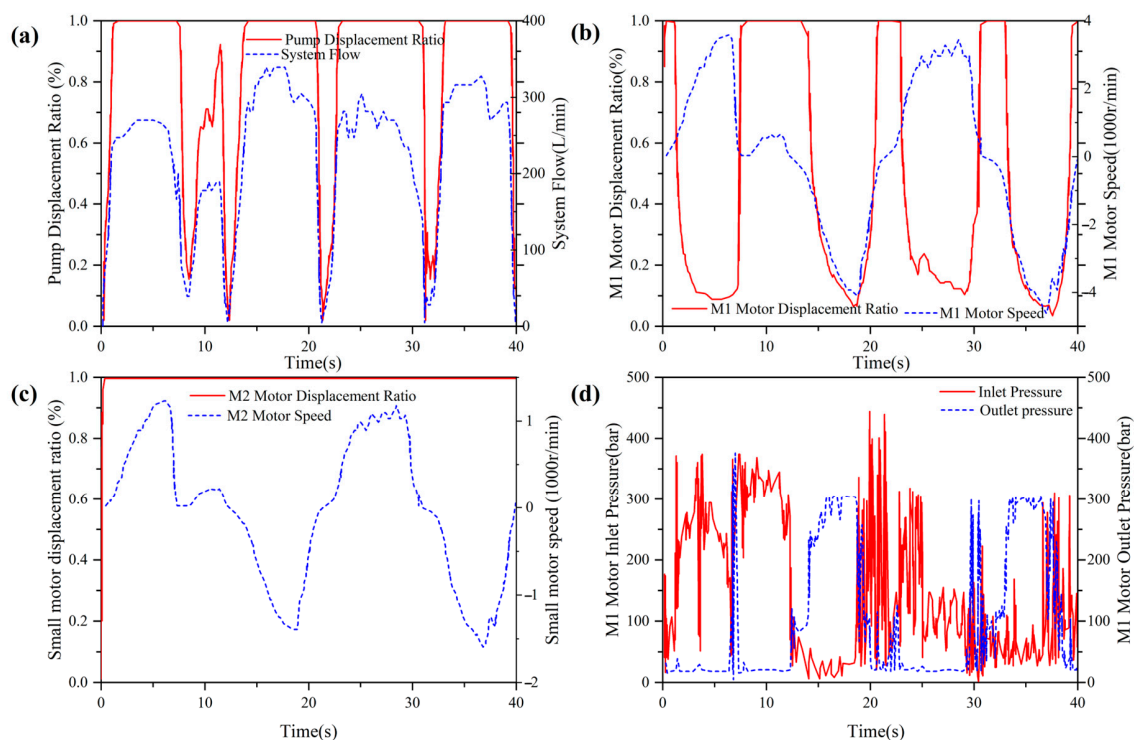 (a)
Pump Displacement Ratio (%)
1.0
0.8
0.6
0.4
0.2
0.0
Pump Displacement Ratio
System Flow
400
300
200
100
0
System Flow(L/min)
0 10 20 30 40
Time(s)
(b)
M1 Motor Displacement Ratio(%)
1.0
0.8
0.6
0.4
0.2
0.0
M1 Motor Displacement Ratio
M1 Motor Speed
4
2
0
−2
−4
M1 Motor Speed(1000r/min)
0 10 20 30 40
Time(s)
(c)
Small motor displacement ratio (%)
1.0
0.8
0.6
0.4
0.2
0.0
M2 Motor Displacement Ratio
M2 Motor Speed
1
0
−1
−2
Small motor speed (1000r/min)
0 10 20 30 40
Time(s)
(d)
M1 Motor Inlet Pressure(bar)
500
400
300
200
100
0
Inlet Pressure
Outlet pressure
500
400
300
200
100
0
M1 Motor Outlet Pressure(bar)
0 10 20 30 40
Time(s)